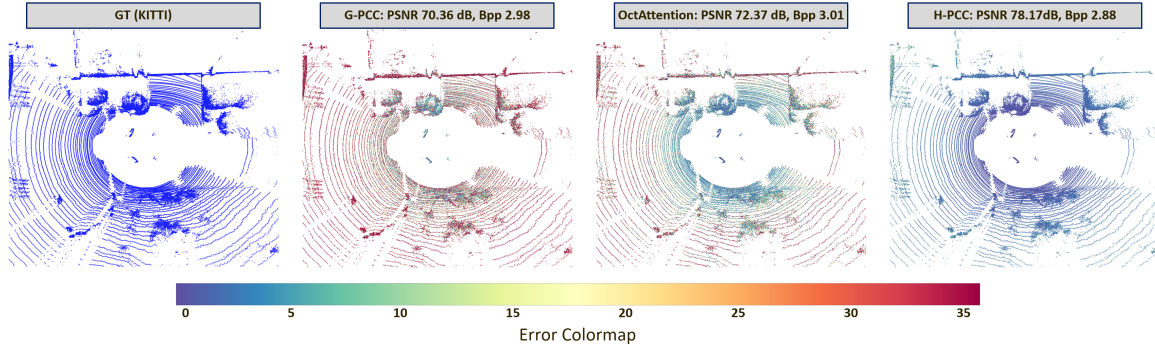 GT (KITTI)
G-PCC: PSNR 70.36 dB, Bpp 2.98
OctAttention: PSNR 72.37 dB, Bpp 3.01
H-PCC: PSNR 78.17dB, Bpp 2.88
0 5 10 15 20 25 30 35
Error Colormap